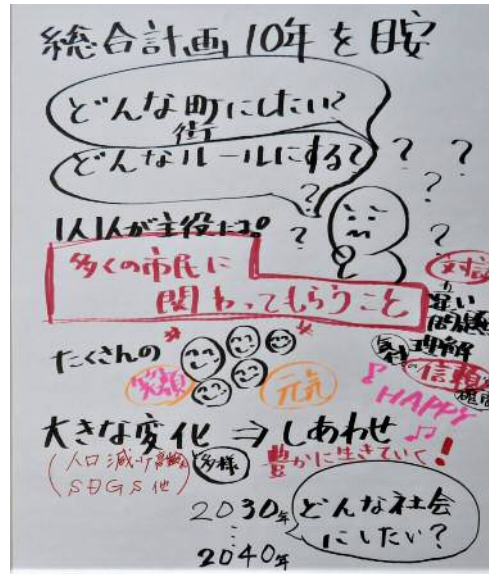 総合計画10年を目安
どんな町にしたい?
街
どんなルールにする?
? ? ? ? ? ?
1人1人が主役に。
多くの市民に
関わってもらうこと
対話
違い
理解
信頼
たくさんの
笑顔
元気
♪ HAPPY ♫
大きな変化 ⇒ しあわせ
(人口減少
SDGS 他)
多様
豊かに生きていく!
2030年
⋮
2040年
どんな社会
にしたい?